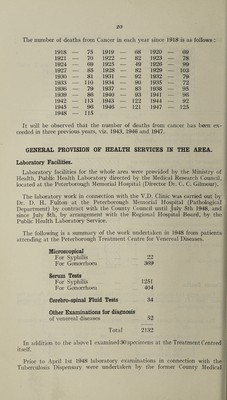 20
The number of deaths from Cancer in each year since 1918 is as follows:—
1918 — 75 1919 — 68 1920 — 69
1921 — 70 1922 — 82 1923 — 76
1924 — 69 1925 — 49 1926 — 98
1927 — 85 1928 — 82 1929 — 103
1930 — 81 1931 — 92 1932 — 79
1933 — 110 1934 — 90 1935 — 72
1936 — 79 1937 — 83 1938 — 93
1939 — 86 1940 — 93 1941 — 90
1942 — 113 1943 — 122 1944 — 92
1945 — 96 1946 — 121 1947 — 125
1948 — 115
It will be observed that the number of deaths from cancer has been ex-
ceeded in three previous years, viz. 1943, 1946 and 1947.
GENERAL PROVISION OF HEALTH SERVICES IN THE AREA.
Laboratory Facilities.
Laboratory facilities for the whole area were provided by the Ministry of
Health, Public Health Laboratory directed by the Medical Research Council,
located at the Peterborough Memorial Hospital (Director Dr. C. C. Gilmour).
The laboratory work in connection with the V.D. Clinic was carried out by
Dr. D. H. Fulton at the Peterborough Memorial Hospital (Pathological
Department) by contract with the County Council until July 5th 1948, and
since July 5th, by arrangement with the Regional Hospital Board, by the
Public Health Laboratory Service.
The following is a summary of the work undertaken in 1948 from patients
attending at the Peterborough Treatment Centre for Venereal Diseases.
Microscopical
For Syphilis 22
For Gonorrhoea 369
Serum Tests
For Syphilis 1251
For Gonorrhoea 404
Cerebro-spinal Fluid Tests 34
Other Examinations for diagnosis
of venereal diseases 52
Total 2132
In addition to the above I examined 30 specimens at the Treatment Centre
itself.
Prior to April 1st 1948 laboratory examinations in connection with the
Tuberculosis Dispensary were undertaken by the former County Medical